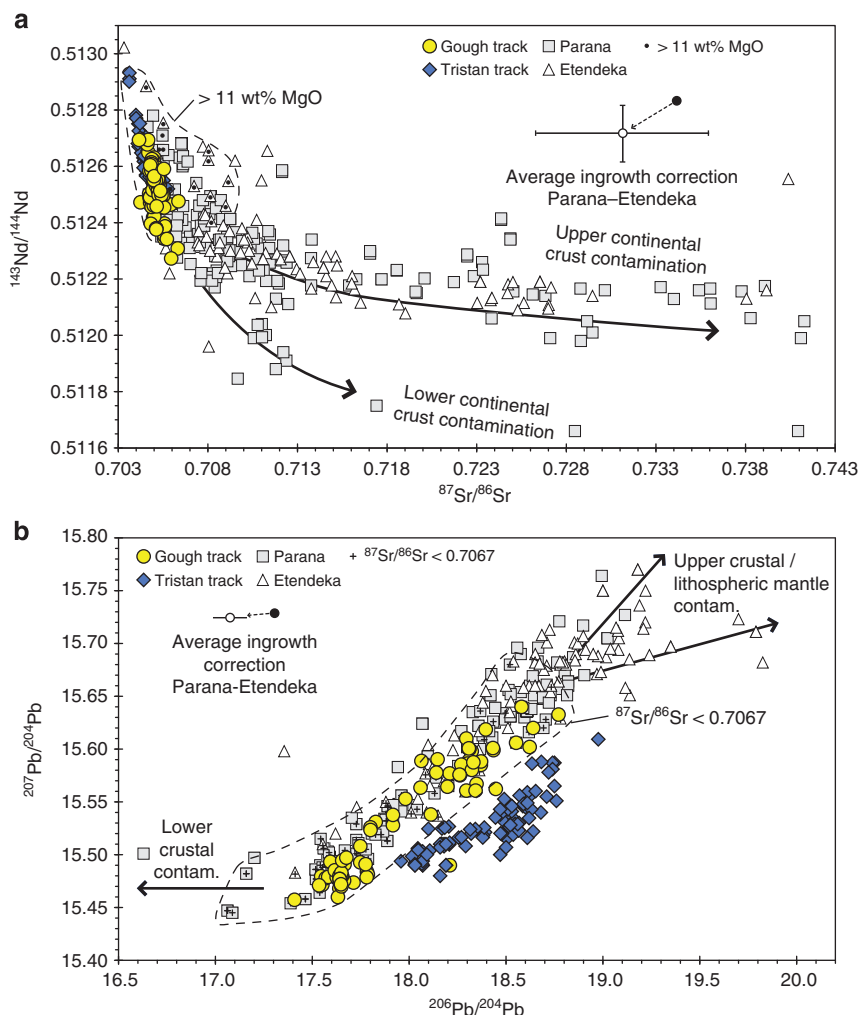 a
0.5130
0.5128
0.5126
0.5124
0.5122
0.5120
0.5118
0.5116
¹⁴³Nd/¹⁴⁴Nd
Gough track
Parana
> 11 wt% MgO
Tristan track
Etendeka
> 11 wt% MgO
Average ingrowth correction
Parana–Etendeka
Upper continental
crust contamination
Lower continental
crust contamination
0.703
0.708
0.713
0.718
0.723
0.728
0.733
0.738
0.743
⁸⁷Sr/⁸⁶Sr
b
15.80
15.75
15.70
15.65
15.60
15.55
15.50
15.45
15.40
²⁰⁷Pb/²⁰⁴Pb
Gough track
Parana
+ ⁸⁷Sr/⁸⁶Sr < 0.7067
Tristan track
Etendeka
Average ingrowth
correction
Parana-Etendeka
Upper crustal /
lithospheric mantle
contam.
⁸⁷Sr/⁸⁶Sr < 0.7067
Lower
crustal
contam.
16.5
17.0
17.5
18.0
18.5
19.0
19.5
20.0
²⁰⁶Pb/²⁰⁴Pb